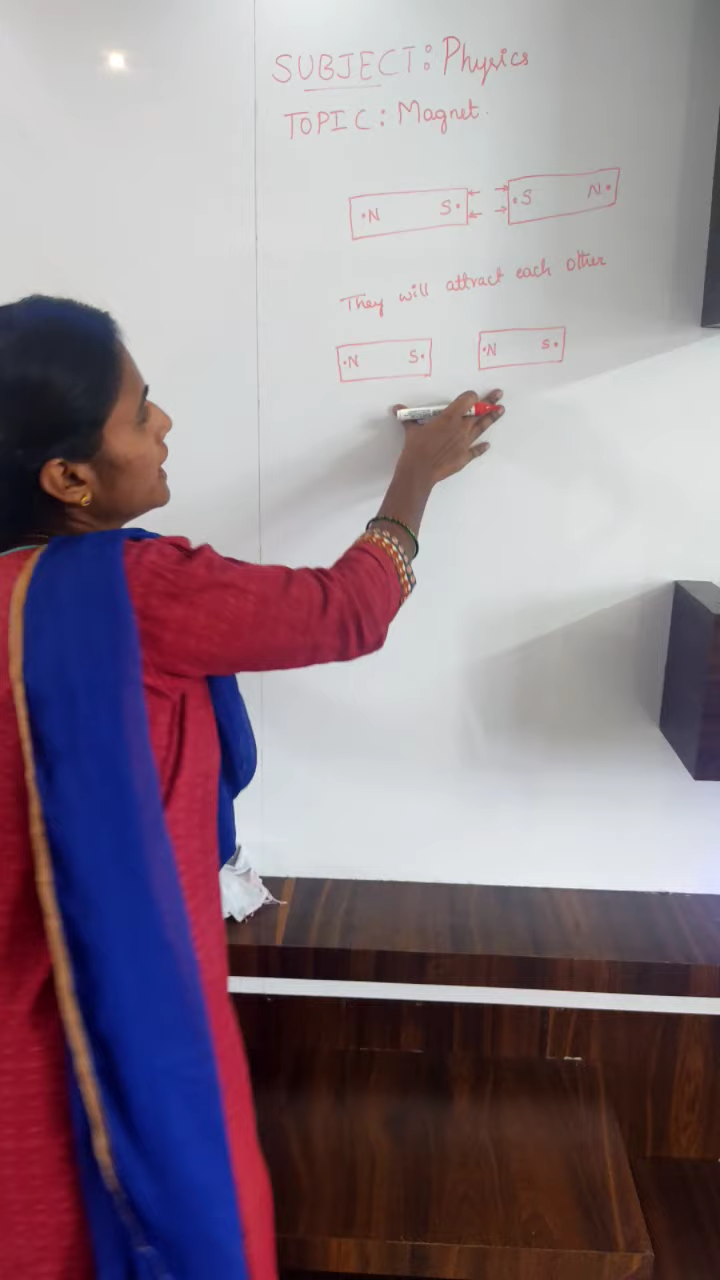 SUBJECT: Physics
TOPIC: Magnet.
N S S N
They will attract each other
N S N S